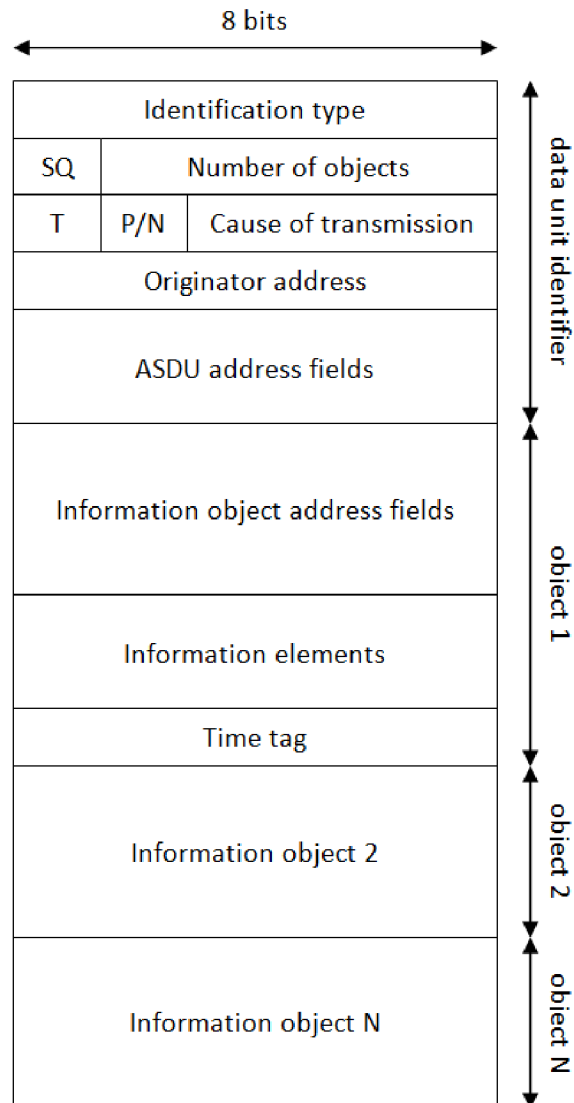 8 bits
Identification type
SQ
Number of objects
T
P/N
Cause of transmission
Originator address
ASDU address fields
data unit identifier
Information object address fields
Information elements
Time tag
object 1
Information object 2
object 2
Information object N
object N